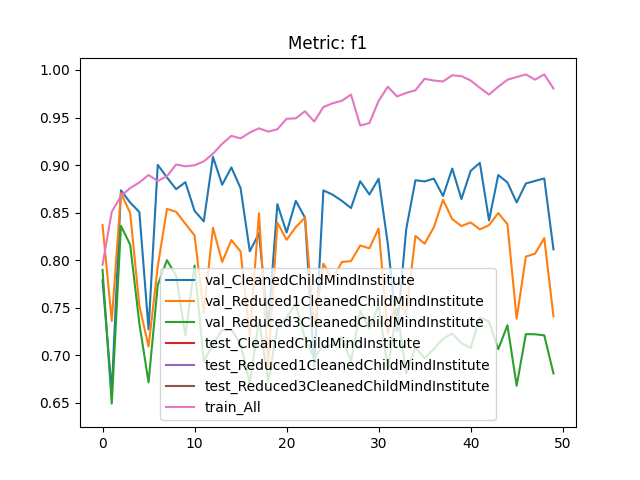 Metric: f1
1.00
0.95
0.90
0.85
0.80
0.75
0.70
0.65
val_CleanedChildMindInstitute
val_Reduced1CleanedChildMindInstitute
val_Reduced3CleanedChildMindInstitute
test_CleanedChildMindInstitute
test_Reduced1CleanedChildMindInstitute
test_Reduced3CleanedChildMindInstitute
train_All
0 10 20 30 40 50